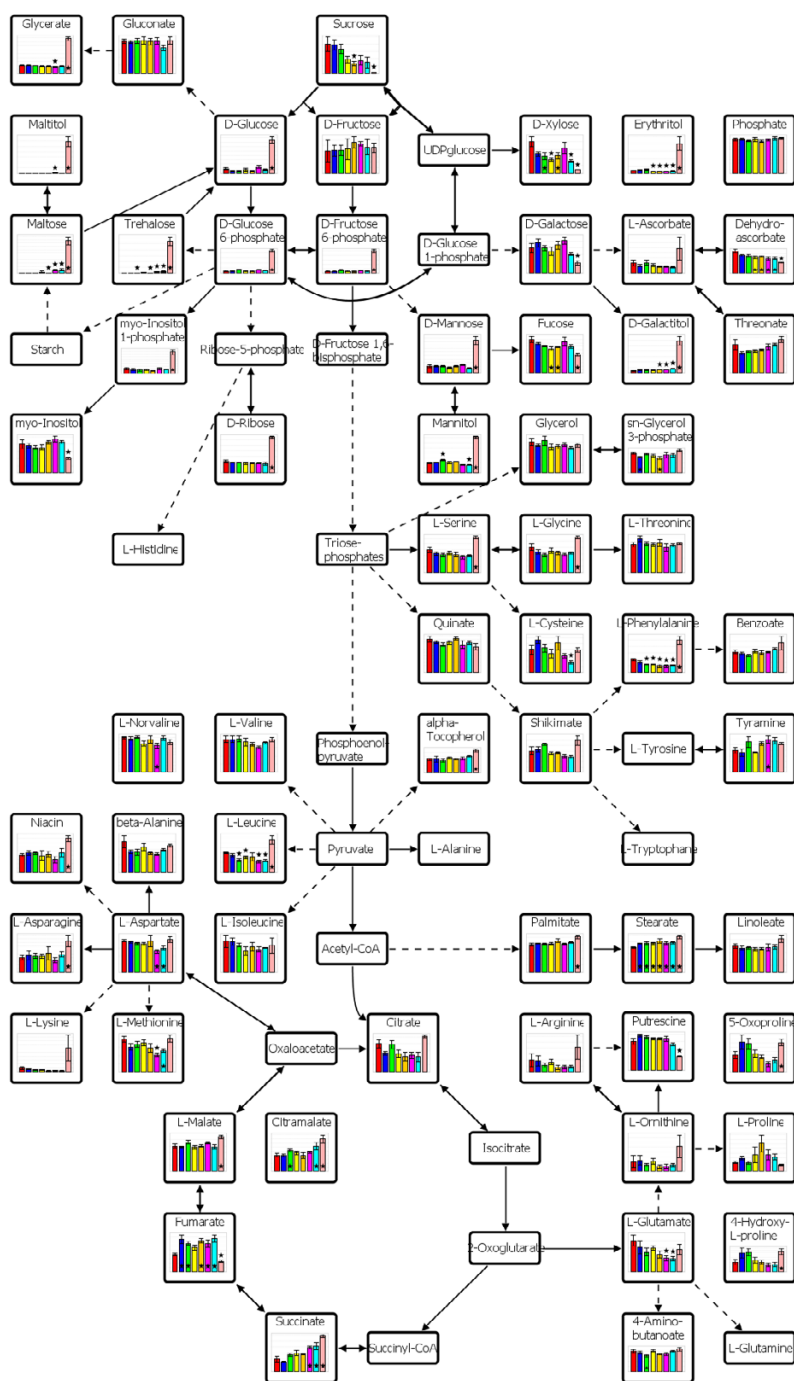 Glycerate
Gluconate
Sucrose
Maltitol
D-Glucose
D-Fructose
UDPglucose
D-Xylose
Erythritol
Phosphate
Maltose
Trehalose
D-Glucose
6-phosphate
D-Fructose
6-phosphate
D-Glucose
1-phosphate
D-Galactose
L-Ascorbate
Dehydro-
ascorbate
Starch
myo-Inositol
1-phosphate
Ribose-5-phosphate
D-Fructose 1,6-
bisphosphate
D-Mannose
Fucose
D-Galactitol
Threonate
myo-Inositol
D-Ribose
Mannitol
Glycerol
sn-Glycerol
3-phosphate
L-Histidine
Triose-
phosphates
L-Serine
L-Glycine
L-Threonine
Quinate
L-Cysteine
L-Phenylalanine
Benzoate
L-Norvaline
L-Valine
Phosphoenol-
pyruvate
alpha-
Tocopherol
Shikimate
L-Tyrosine
Tyramine
Niacin
beta-Alanine
L-Leucine
Pyruvate
L-Alanine
L-Tryptophane
L-Asparagine
L-Aspartate
L-Isoleucine
Acetyl-CoA
Palmitate
Stearate
Linoleate
L-Lysine
L-Methionine
Oxaloacetate
Citrate
L-Arginine
Putrescine
5-Oxoproline
L-Malate
Citramalate
Isocitrate
L-Ornithine
L-Proline
Fumarate
2-Oxoglutarate
L-Glutamate
4-Hydroxy-
L-proline
Succinate
Succinyl-CoA
4-Amino-
butanoate
L-Glutamine